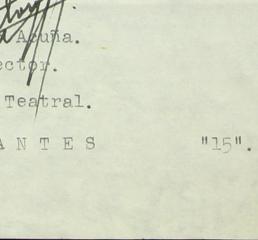 Acuña.
ector.
Teatral.
A N T E S "15".